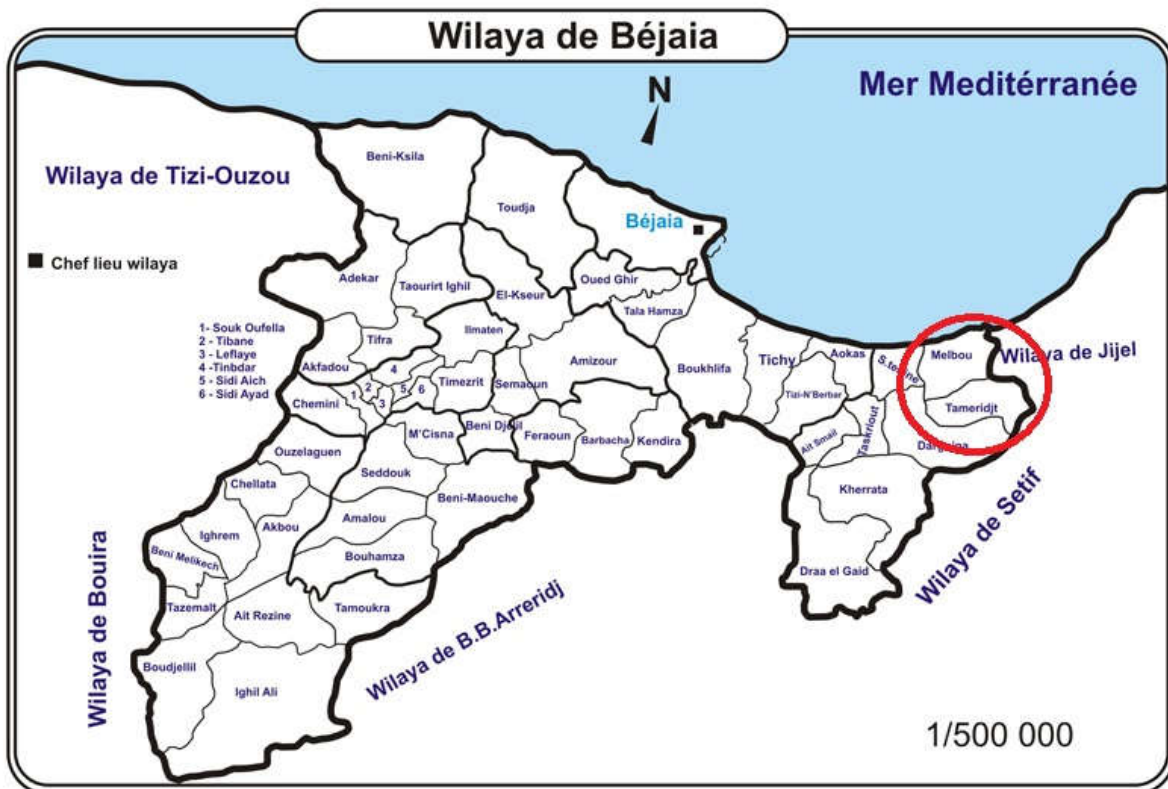 Wilaya de Béjaia
Mer Meditérranée
N
Wilaya de Tizi-Ouzou
Chef lieu wilaya
1- Souk Oufella
2 - Tibane
3 - Leflaye
4 -Tinbdar
5 - Sidi Aich
6 - Sidi Ayad
Beni-Ksila
Toudja
Béjaia
Adekar
Taourirt Ighil
El-Kseur
Oued Ghir
Tala Hamza
Tifra
Ilmaten
Akfadou
Amizour
Boukhlifa
Tichy
Aokas
Melbou
Wilaya de Jijel
Chemini
1
2
3
4
5
6
Timezrit
Semaoun
Tizi-N'Berbar
Tameridjt
M'Cisna
Beni Djelil
Feraoun
Barbacha
Kendira
Ait Smail
Taskriout
Ouzelaguen
Seddouk
Chellata
Beni-Maouche
Kherrata
Ighrem
Akbou
Amalou
Beni Melikech
Bouhamza
Draa el Gaid
Wilaya de Setif
Tazemalt
Ait Rezine
Tamoukra
Wilaya de B.B.Arreridj
Wilaya de Bouira
Boudjellil
Ighil Ali
1/500 000